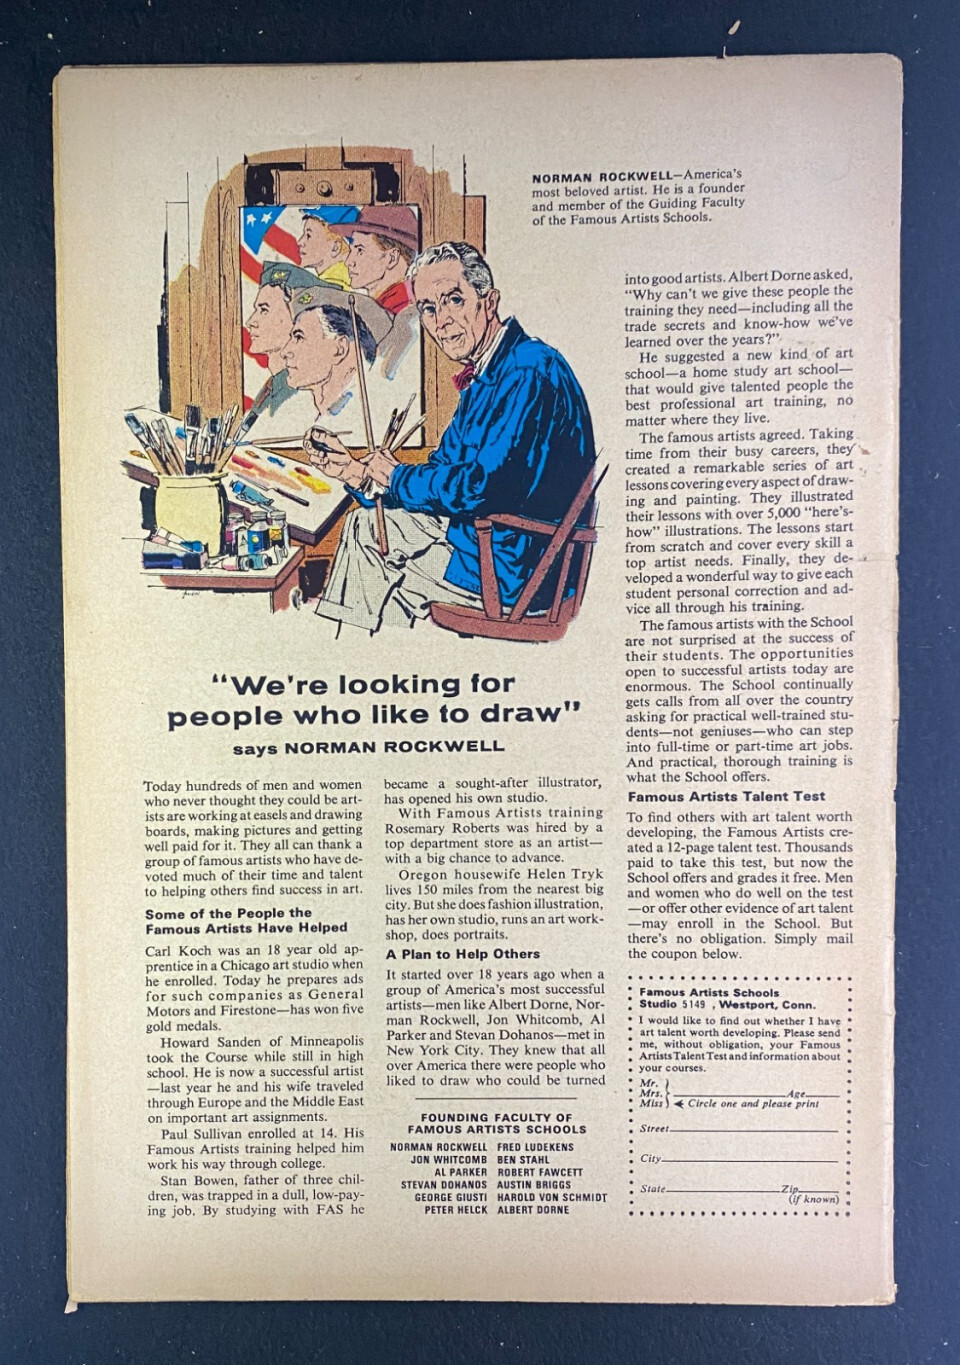 NORMAN ROCKWELL—America's
most beloved artist. He is a founder
and member of the Guiding Faculty
of the Famous Artists Schools.
"We're looking for
people who like to draw"
says NORMAN ROCKWELL
Today hundreds of men and women
who never thought they could be art-
ists are working at easels and drawing
boards, making pictures and getting
well paid for it. They all can thank a
group of famous artists who have de-
voted much of their time and talent
to helping others find success in art.
Some of the People the
Famous Artists Have Helped
Carl Koch was an 18 year old ap-
prentice in a Chicago art studio when
he enrolled. Today he prepares ads
for such companies as General
Motors and Firestone—has won five
gold medals.
Howard Sanden of Minneapolis
took the Course while still in high
school. He is now a successful artist
—last year he and his wife traveled
through Europe and the Middle East
on important art assignments.
Paul Sullivan enrolled at 14. His
Famous Artists training helped him
work his way through college.
Stan Bowen, father of three chil-
dren, was trapped in a dull, low-pay-
ing job. By studying with FAS he
became a sought-after illustrator,
has opened his own studio.
With Famous Artists training
Rosemary Roberts was hired by a
top department store as an artist—
with a big chance to advance.
Oregon housewife Helen Tryk
lives 150 miles from the nearest big
city. But she does fashion illustration,
has her own studio, runs an art work-
shop, does portraits.
A Plan to Help Others
It started over 18 years ago when a
group of America's most successful
artists—men like Albert Dorne, Nor-
man Rockwell, Jon Whitcomb, Al
Parker and Stevan Dohanos—met in
New York City. They knew that all
over America there were people who
liked to draw who could be turned
FOUNDING FACULTY OF
FAMOUS ARTISTS SCHOOLS
NORMAN ROCKWELL FRED LUDEKENS
JON WHITCOMB BEN STAHL
AL PARKER ROBERT FAWCETT
STEVAN DOHANOS AUSTIN BRIGGS
GEORGE GIUSTI HAROLD VON SCHMIDT
PETER HELCK ALBERT DORNE
into good artists. Albert Dorne asked,
"Why can't we give these people the
training they need—including all the
trade secrets and know-how we've
learned over the years?"
He suggested a new kind of art
school—a home study art school—
that would give talented people the
best professional art training, no
matter where they live.
The famous artists agreed. Taking
time from their busy careers, they
created a remarkable series of art
lessons covering every aspect of draw-
ing and painting. They illustrated
their lessons with over 5,000 "here's-
how" illustrations. The lessons start
from scratch and cover every skill a
top artist needs. Finally, they de-
veloped a wonderful way to give each
student personal correction and ad-
vice all through his training.
The famous artists with the School
are not surprised at the success of
their students. The opportunities
open to successful artists today are
enormous. The School continually
gets calls from all over the country
asking for practical well-trained stu-
dents—not geniuses—who can step
into full-time or part-time art jobs.
And practical, thorough training is
what the School offers.
Famous Artists Talent Test
To find others with art talent worth
developing, the Famous Artists cre-
ated a 12-page talent test. Thousands
paid to take this test, but now the
School offers and grades it free. Men
and women who do well on the test
—or offer other evidence of art talent
—may enroll in the School. But
there's no obligation. Simply mail
the coupon below.
Famous Artists Schools
Studio 5149 , Westport, Conn.
I would like to find out whether I have
art talent worth developing. Please send
me, without obligation, your Famous
Artists Talent Test and information about
your courses.
Mr.
Mrs. Age
Miss Circle one and please print
Street
City
State Zip
(if known)